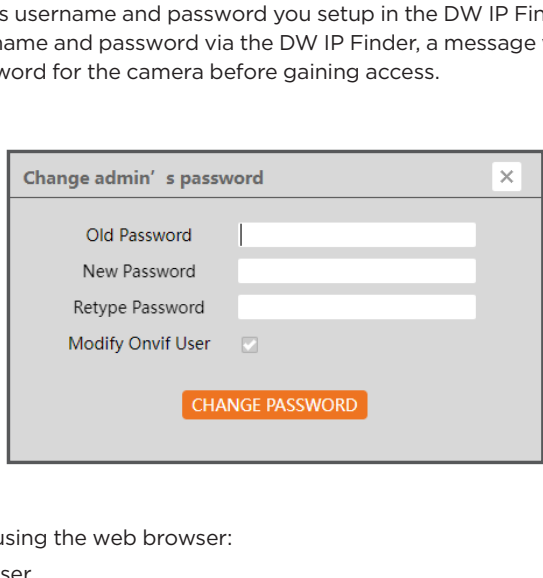 s username and password you setup in the DW IP Fin
name and password via the DW IP Finder, a message
word for the camera before gaining access.
Change admin's password
Old Password
New Password
Retype Password
Modify Onvif User
CHANGE PASSWORD
using the web browser:
ser